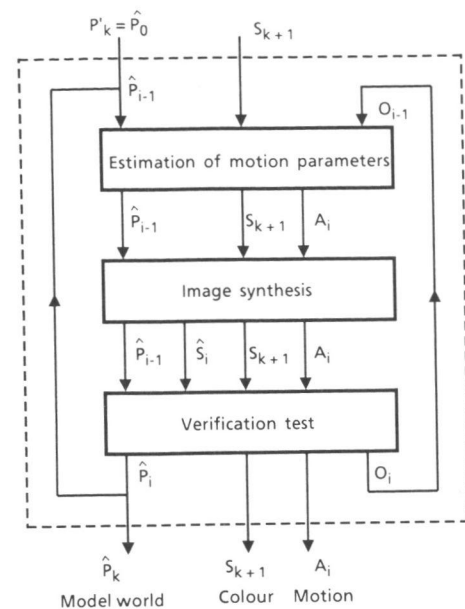 P'k = P̂0 Sk+1
P̂i-1 Oi-1
Estimation of motion parameters
P̂i-1 Sk+1 Ai
Image synthesis
P̂i-1 Ŝi Sk+1 Ai
Verification test
P̂i Oi
P̂k Sk+1 Ai
Model world Colour Motion